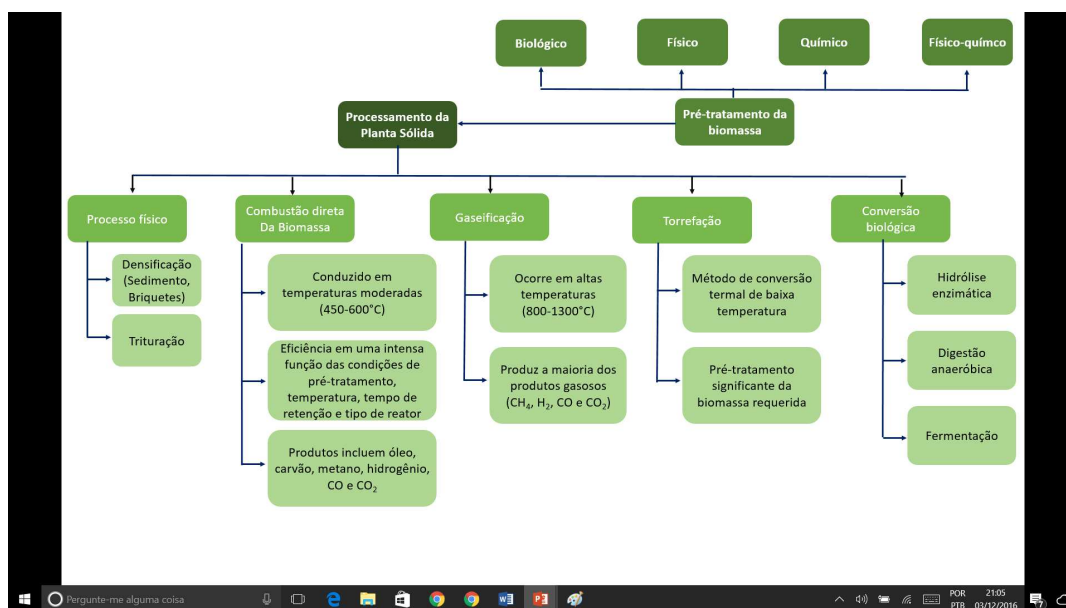 Biológico
Físico
Químico
Físico-químco
Processamento da
Planta Sólida
Pré-tratamento da
biomassa
Processo físico
Combustão direta
Da Biomassa
Gaseificação
Torrefação
Conversão
biológica
Densificação
(Sedimento,
Briquetes)
Trituração
Conduzido em
temperaturas moderadas
(450-600°C)
Eficiência em uma intensa
função das condições de
pré-tratamento,
temperatura, tempo de
retenção e tipo de reator
Produtos incluem óleo,
carvão, metano, hidrogênio,
CO e CO₂
Ocorre em altas
temperaturas
(800-1300°C)
Produz a maioria dos
produtos gasosos
(CH₄, H₂, CO e CO₂)
Método de conversão
termal de baixa
temperatura
Pré-tratamento
significante da
biomassa requerida
Hidrólise
enzimática
Digestão
anaeróbica
Fermentação
Pergunte-me alguma coisa
POR
PTB
21:05
03/12/2016
7